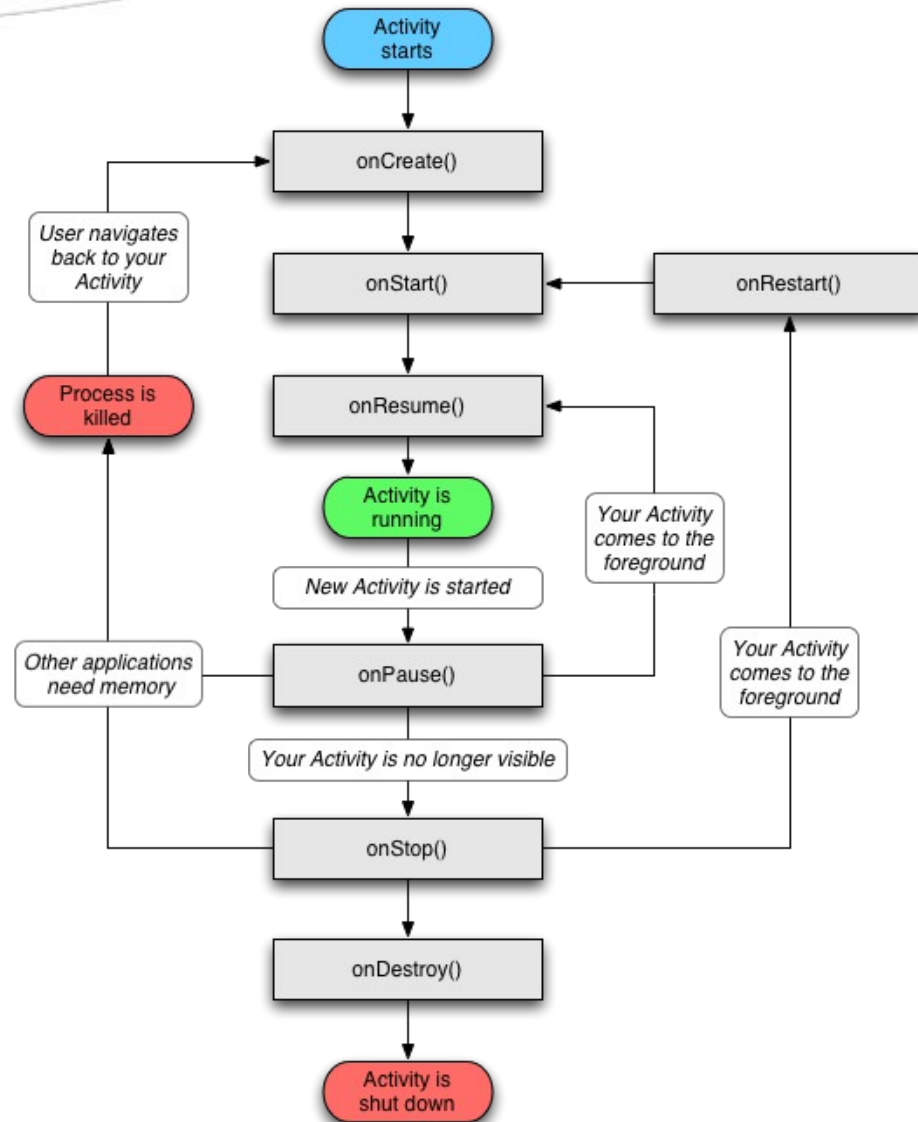 Activity
starts
onCreate()
User navigates
back to your
Activity
onStart()
onRestart()
Process is
killed
onResume()
Activity is
running
Your Activity
comes to the
foreground
New Activity is started
Other applications
need memory
onPause()
Your Activity
comes to the
foreground
Your Activity is no longer visible
onStop()
onDestroy()
Activity is
shut down